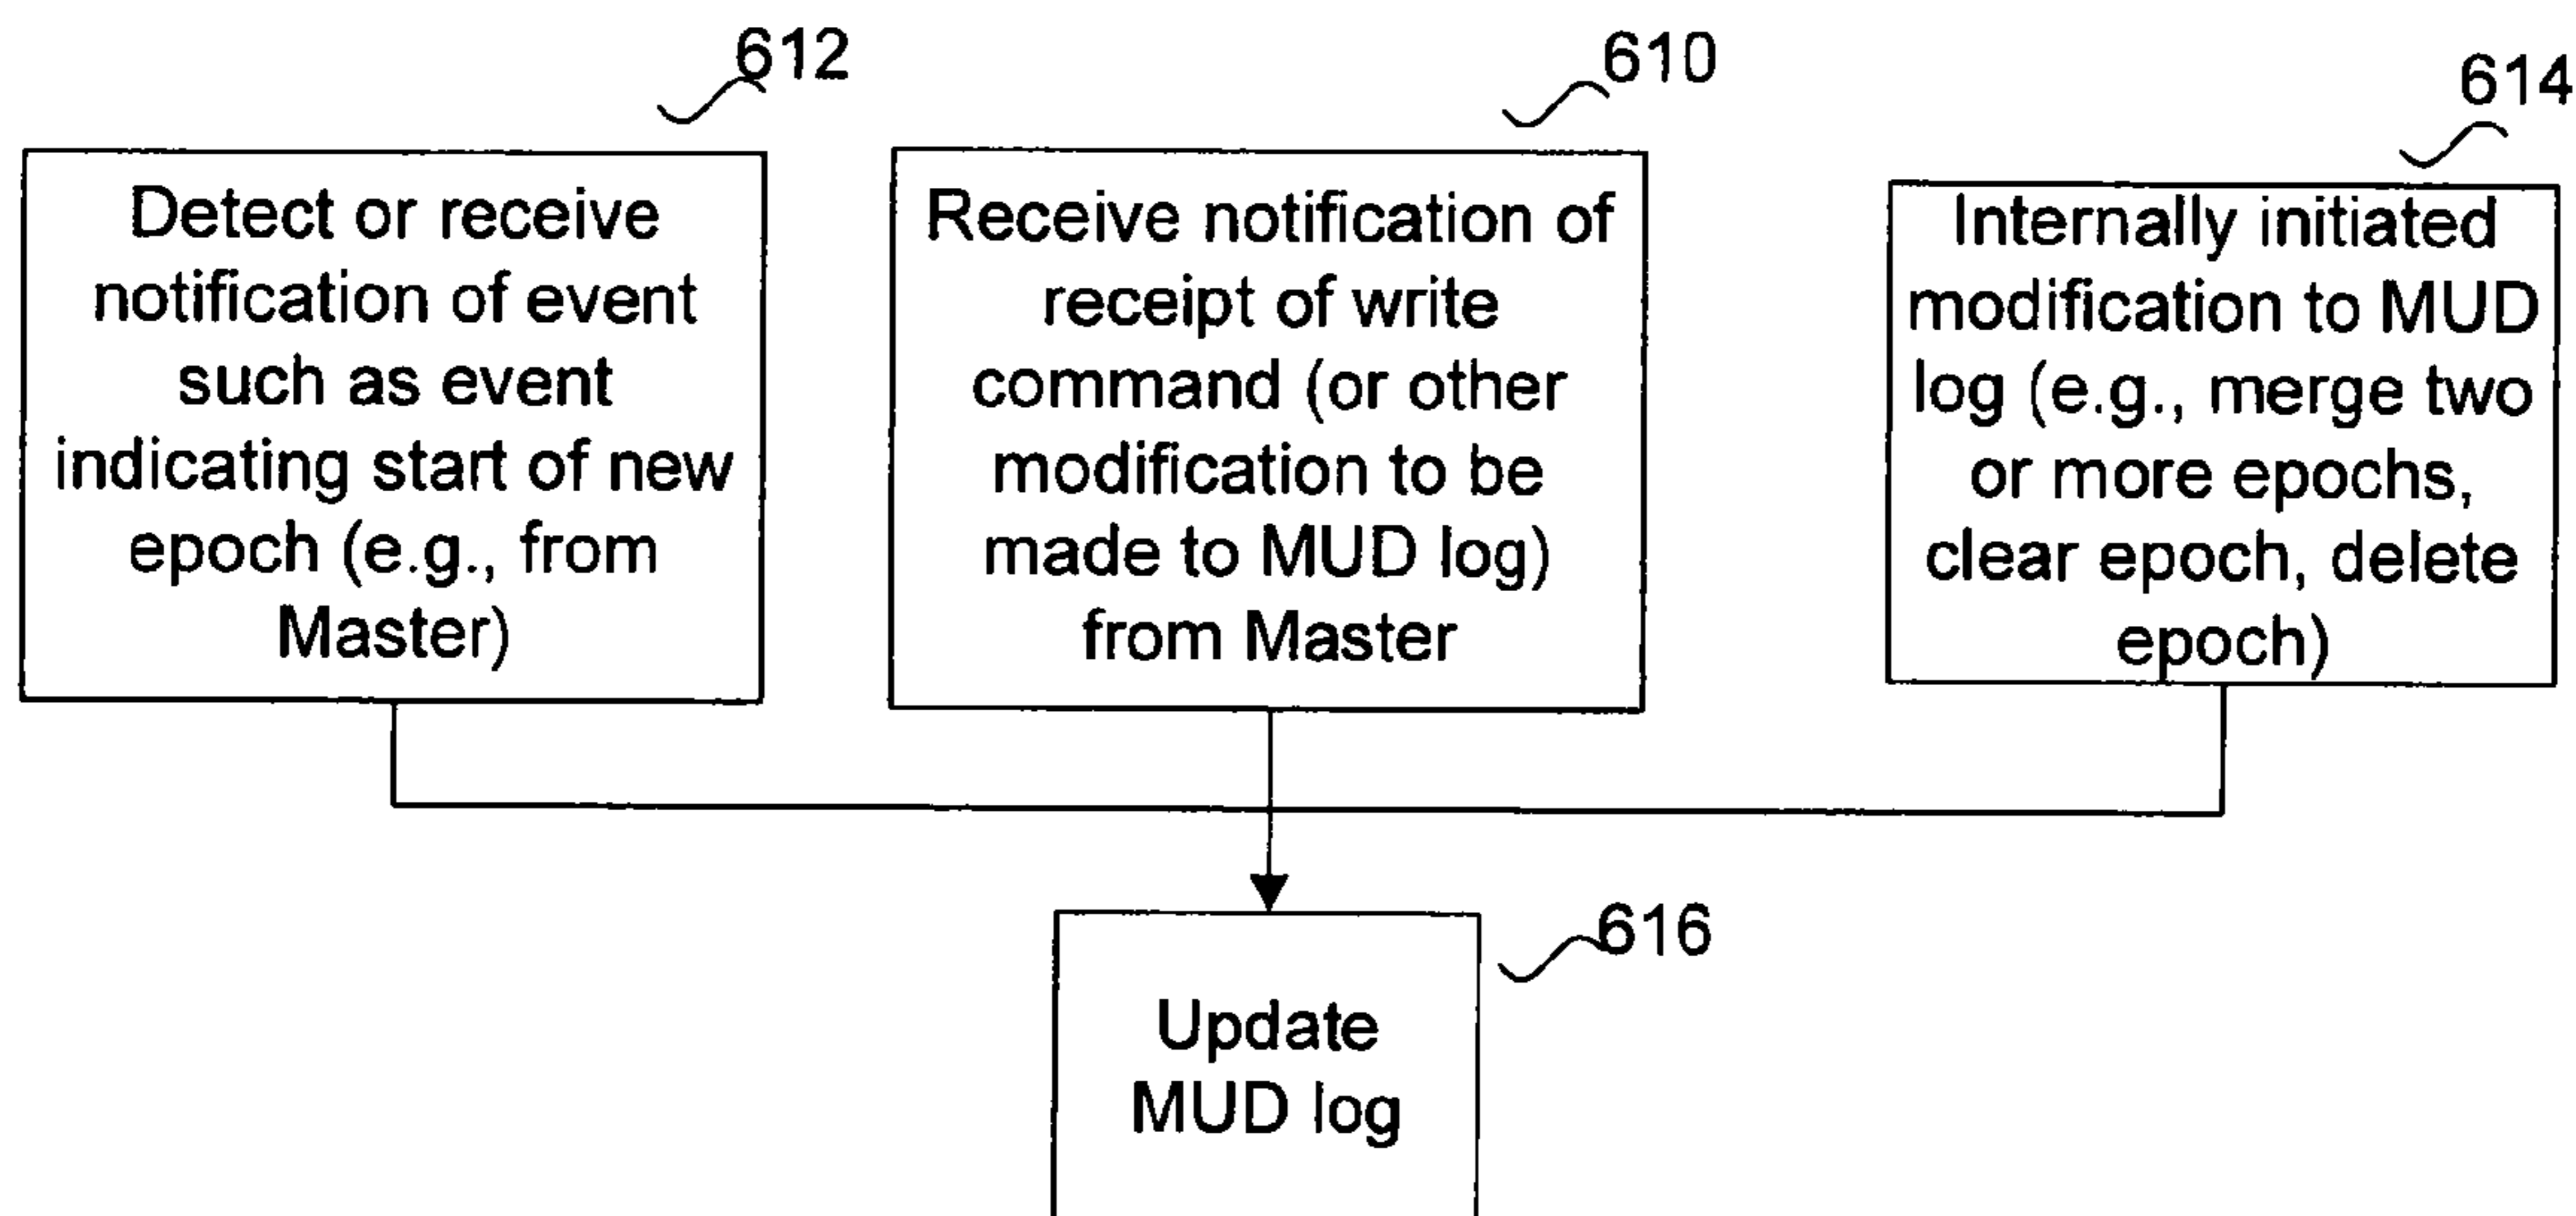 612
Detect or receive
notification of event
such as event
indicating start of new
epoch (e.g., from
Master)
610
Receive notification of
receipt of write
command (or other
modification to be
made to MUD log)
from Master
614
Internally initiated
modification to MUD
log (e.g., merge two
or more epochs,
clear epoch, delete
epoch)
616
Update
MUD log